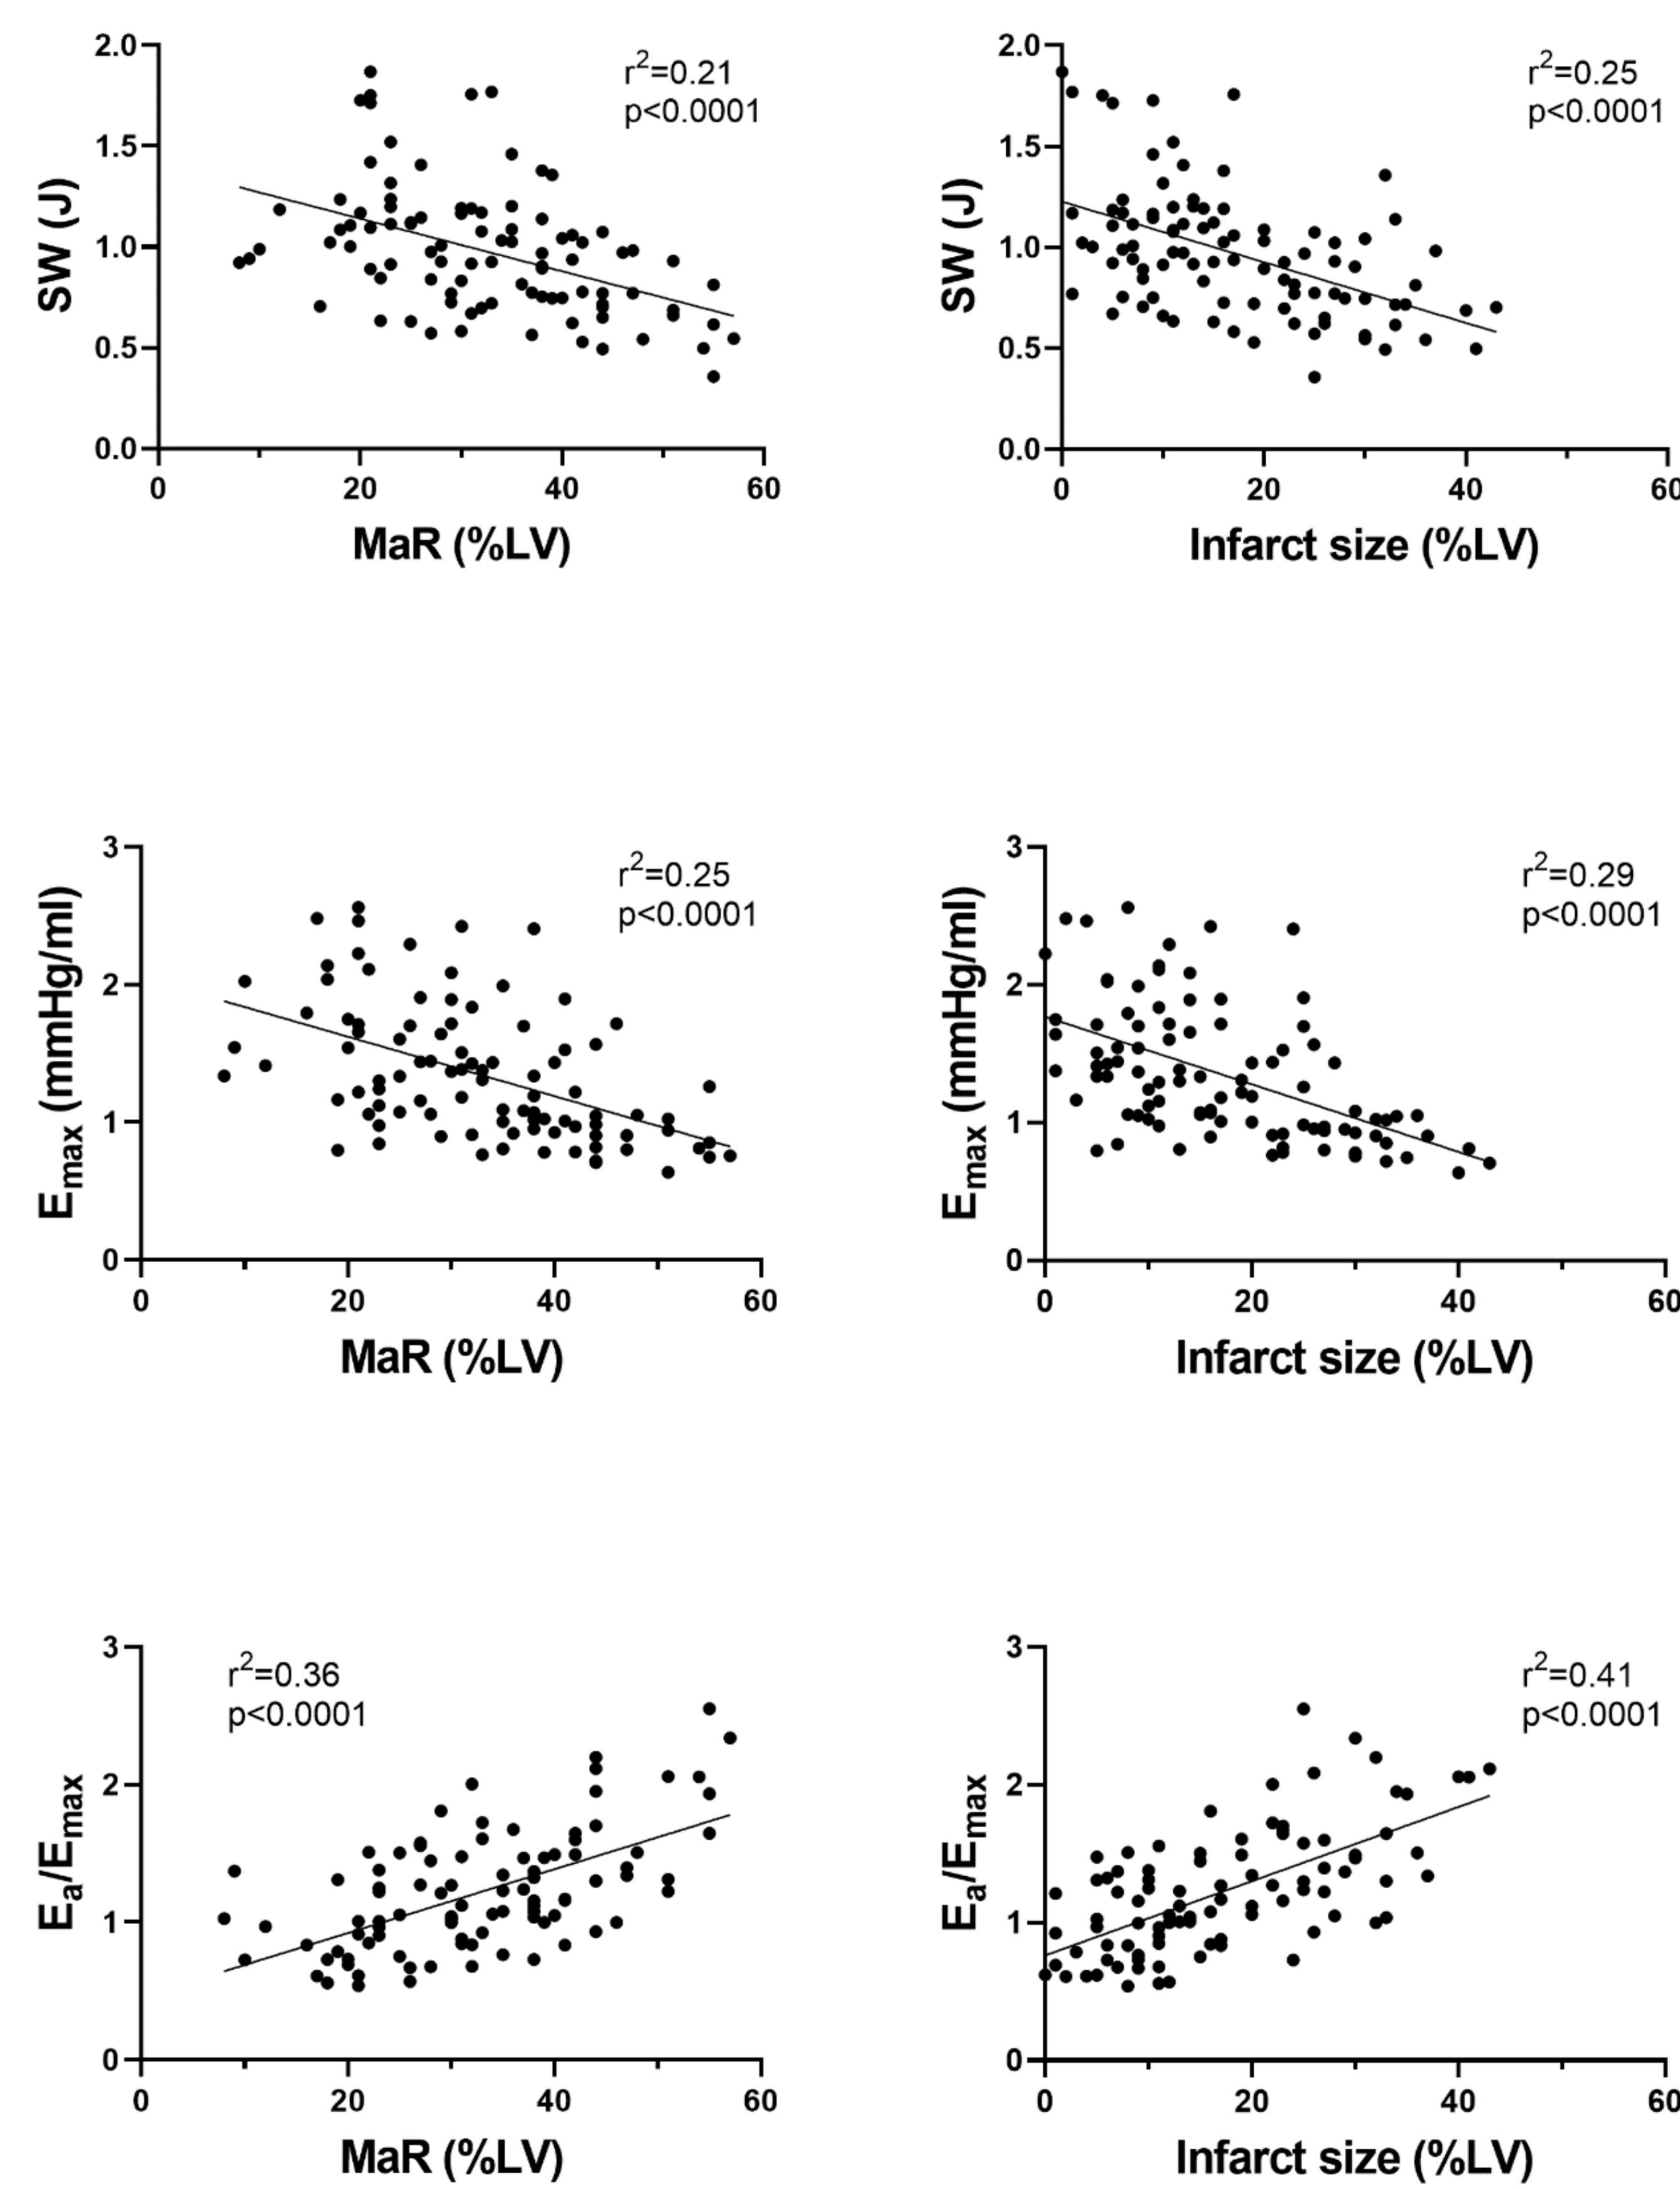 2.0
1.5
1.0
0.5
0.0
SW (J)
r²=0.21
p<0.0001
0 20 40 60
MaR (%LV)
2.0
1.5
1.0
0.5
0.0
SW (J)
r²=0.25
p<0.0001
0 20 40 60
Infarct size (%LV)
3
2
1
0
Emax (mmHg/ml)
r²=0.25
p<0.0001
0 20 40 60
MaR (%LV)
3
2
1
0
Emax (mmHg/ml)
r²=0.29
p<0.0001
0 20 40 60
Infarct size (%LV)
3
2
1
0
Ea/Emax
r²=0.36
p<0.0001
0 20 40 60
MaR (%LV)
3
2
1
0
Ea/Emax
r²=0.41
p<0.0001
0 20 40 60
Infarct size (%LV)